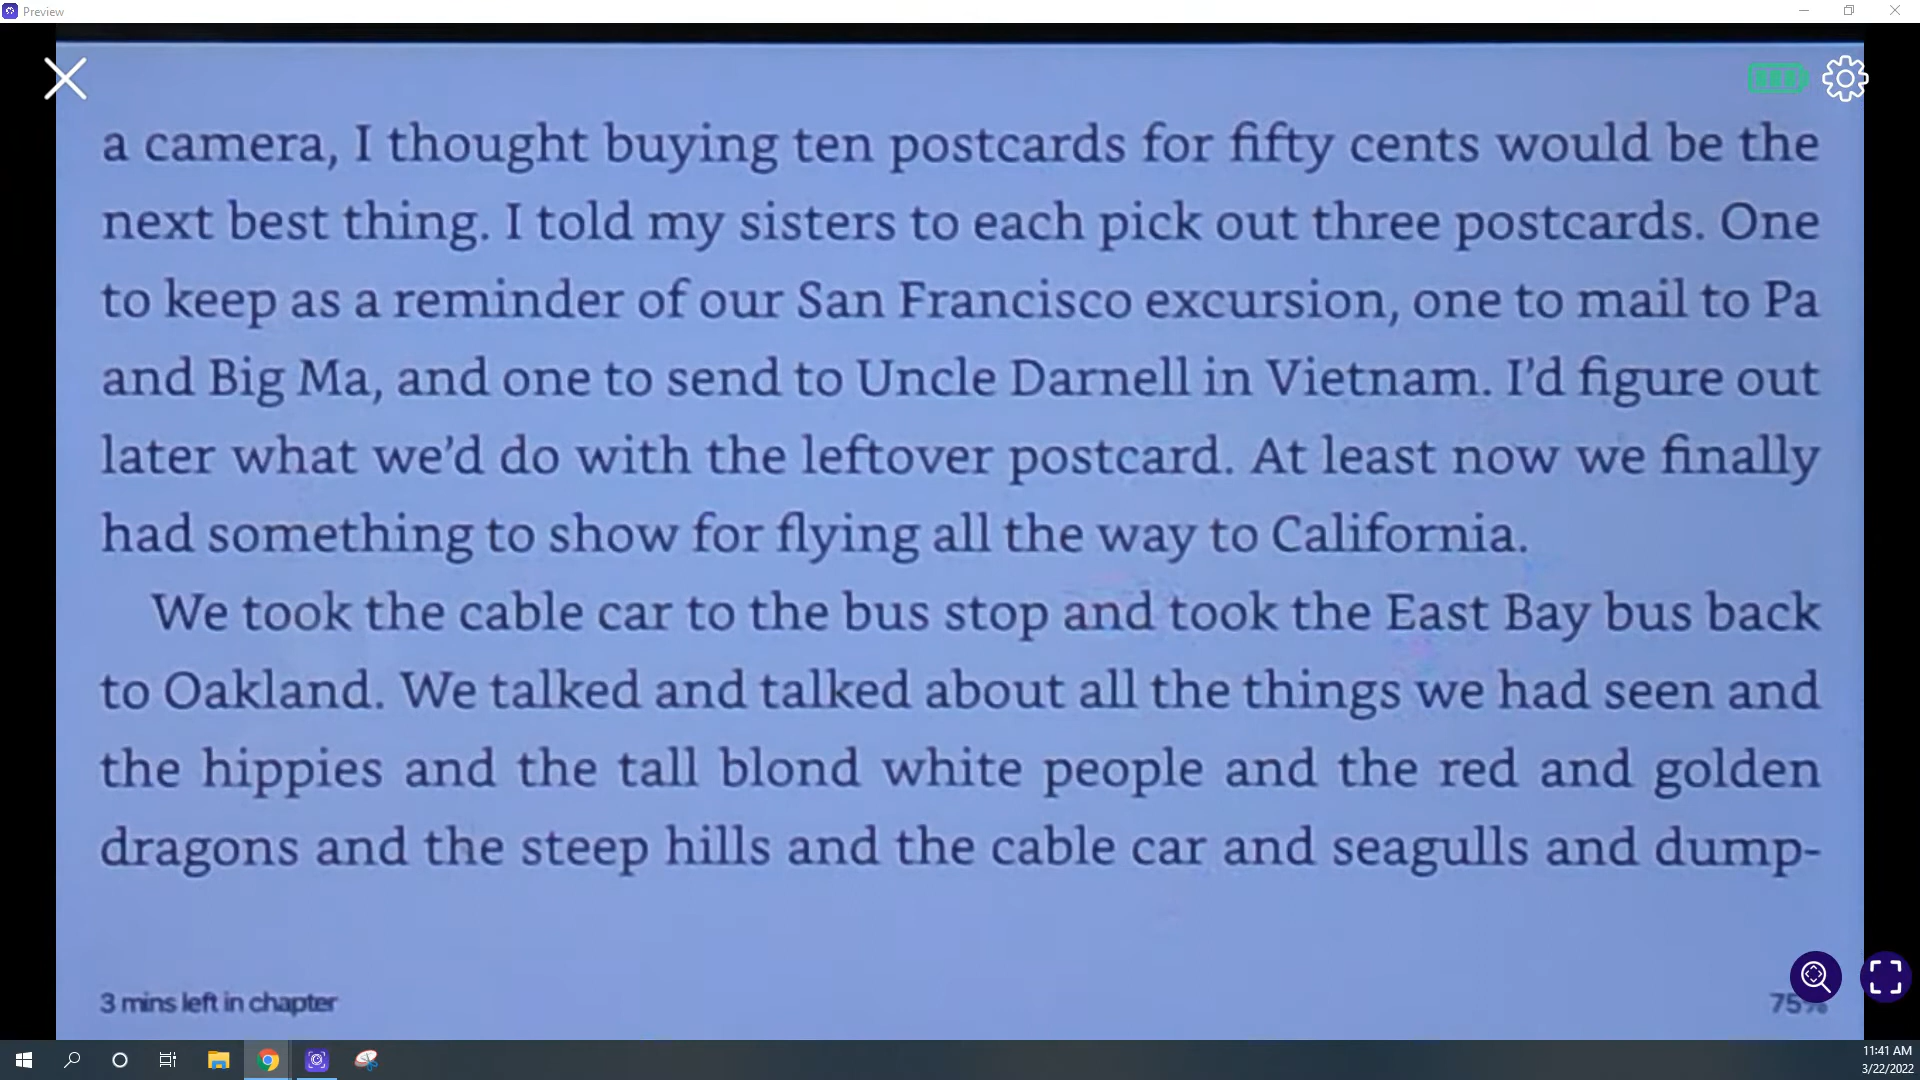 Preview
a camera, I thought buying ten postcards for fifty cents would be the
next best thing. I told my sisters to each pick out three postcards. One
to keep as a reminder of our San Francisco excursion, one to mail to Pa
and Big Ma, and one to send to Uncle Darnell in Vietnam. I’d figure out
later what we’d do with the leftover postcard. At least now we finally
had something to show for flying all the way to California.
We took the cable car to the bus stop and took the East Bay bus back
to Oakland. We talked and talked about all the things we had seen and
the hippies and the tall blond white people and the red and golden
dragons and the steep hills and the cable car and seagulls and dump-
3 mins left in chapter
75%
11:41 AM
3/22/2022